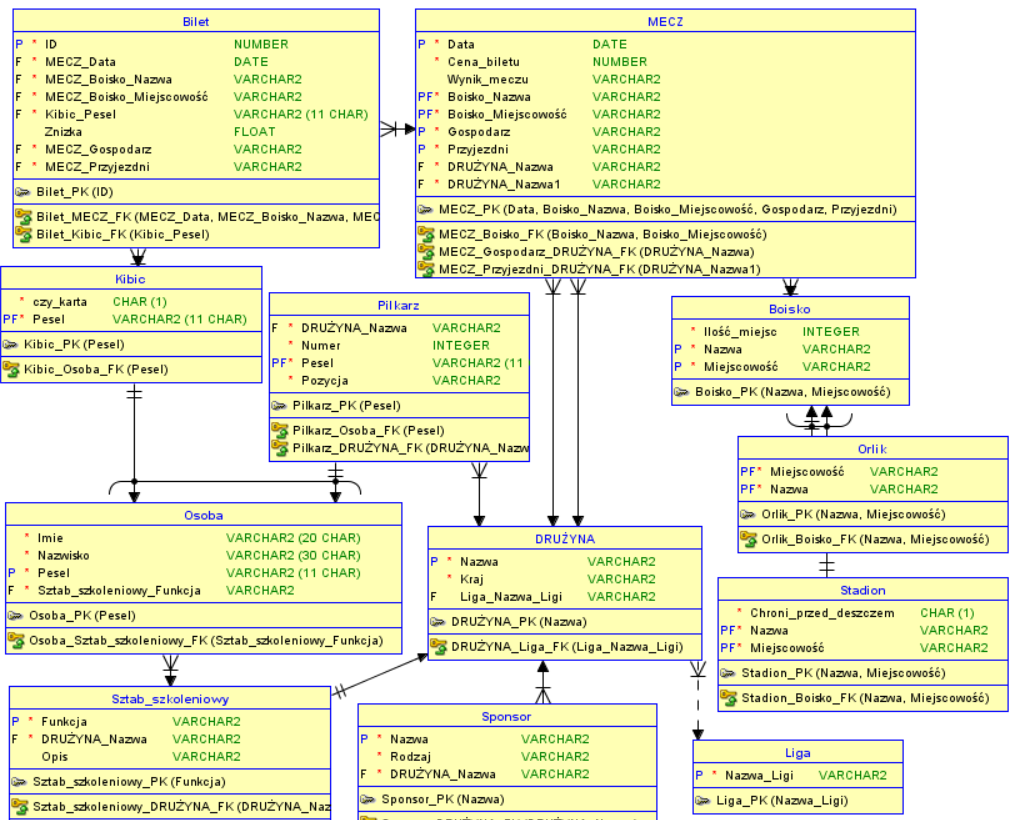 Bilet
P * ID NUMBER
F * MECZ_Data DATE
F * MECZ_Boisko_Nazwa VARCHAR2
F * MECZ_Boisko_Miejscowość VARCHAR2
F * Kibic_Pesel VARCHAR2 (11 CHAR)
Znizka FLOAT
F * MECZ_Gospodarz VARCHAR2
F * MECZ_Przyjezdni VARCHAR2
Bilet_PK (ID)
Bilet_MECZ_FK (MECZ_Data, MECZ_Boisko_Nazwa, MEC
Bilet_Kibic_FK (Kibic_Pesel)
MECZ
P * Data DATE
* Cena_biletu NUMBER
Wynik_meczu VARCHAR2
PF* Boisko_Nazwa VARCHAR2
PF* Boisko_Miejscowość VARCHAR2
P * Gospodarz VARCHAR2
P * Przyjezdni VARCHAR2
F * DRUŻYNA_Nazwa VARCHAR2
F * DRUŻYNA_Nazwa1 VARCHAR2
MECZ_PK (Data, Boisko_Nazwa, Boisko_Miejscowość, Gospodarz, Przyjezdni)
MECZ_Boisko_FK (Boisko_Nazwa, Boisko_Miejscowość)
MECZ_Gospodarz_DRUŻYNA_FK (DRUŻYNA_Nazwa)
MECZ_Przyjezdni_DRUŻYNA_FK (DRUŻYNA_Nazwa1)
Kibic
* czy_karta CHAR (1)
PF* Pesel VARCHAR2 (11 CHAR)
Kibic_PK (Pesel)
Kibic_Osoba_FK (Pesel)
Pilkarz
F * DRUŻYNA_Nazwa VARCHAR2
* Numer INTEGER
PF* Pesel VARCHAR2 (11
* Pozycja VARCHAR2
Pilkarz_PK (Pesel)
Pilkarz_Osoba_FK (Pesel)
Pilkarz_DRUŻYNA_FK (DRUŻYNA_Nazw
Boisko
* Ilość_miejsc INTEGER
P * Nazwa VARCHAR2
P * Miejscowość VARCHAR2
Boisko_PK (Nazwa, Miejscowość)
Orlik
PF* Miejscowość VARCHAR2
PF* Nazwa VARCHAR2
Orlik_PK (Nazwa, Miejscowość)
Orlik_Boisko_FK (Nazwa, Miejscowość)
Osoba
* Imie VARCHAR2 (20 CHAR)
* Nazwisko VARCHAR2 (30 CHAR)
P * Pesel VARCHAR2 (11 CHAR)
F * Sztab_szkoleniowy_Funkcja VARCHAR2
Osoba_PK (Pesel)
Osoba_Sztab_szkoleniowy_FK (Sztab_szkoleniowy_Funkcja)
DRUŻYNA
P * Nazwa VARCHAR2
* Kraj VARCHAR2
F Liga_Nazwa_Ligi VARCHAR2
DRUŻYNA_PK (Nazwa)
DRUŻYNA_Liga_FK (Liga_Nazwa_Ligi)
Stadion
* Chroni_przed_deszczem CHAR (1)
PF* Nazwa VARCHAR2
PF* Miejscowość VARCHAR2
Stadion_PK (Nazwa, Miejscowość)
Stadion_Boisko_FK (Nazwa, Miejscowość)
Sztab_szkoleniowy
P * Funkcja VARCHAR2
F * DRUŻYNA_Nazwa VARCHAR2
Opis VARCHAR2
Sztab_szkoleniowy_PK (Funkcja)
Sztab_szkoleniowy_DRUŻYNA_FK (DRUŻYNA_Naz
Sponsor
P * Nazwa VARCHAR2
* Rodzaj VARCHAR2
F * DRUŻYNA_Nazwa VARCHAR2
Sponsor_PK (Nazwa)
Liga
P * Nazwa_Ligi VARCHAR2
Liga_PK (Nazwa_Ligi)